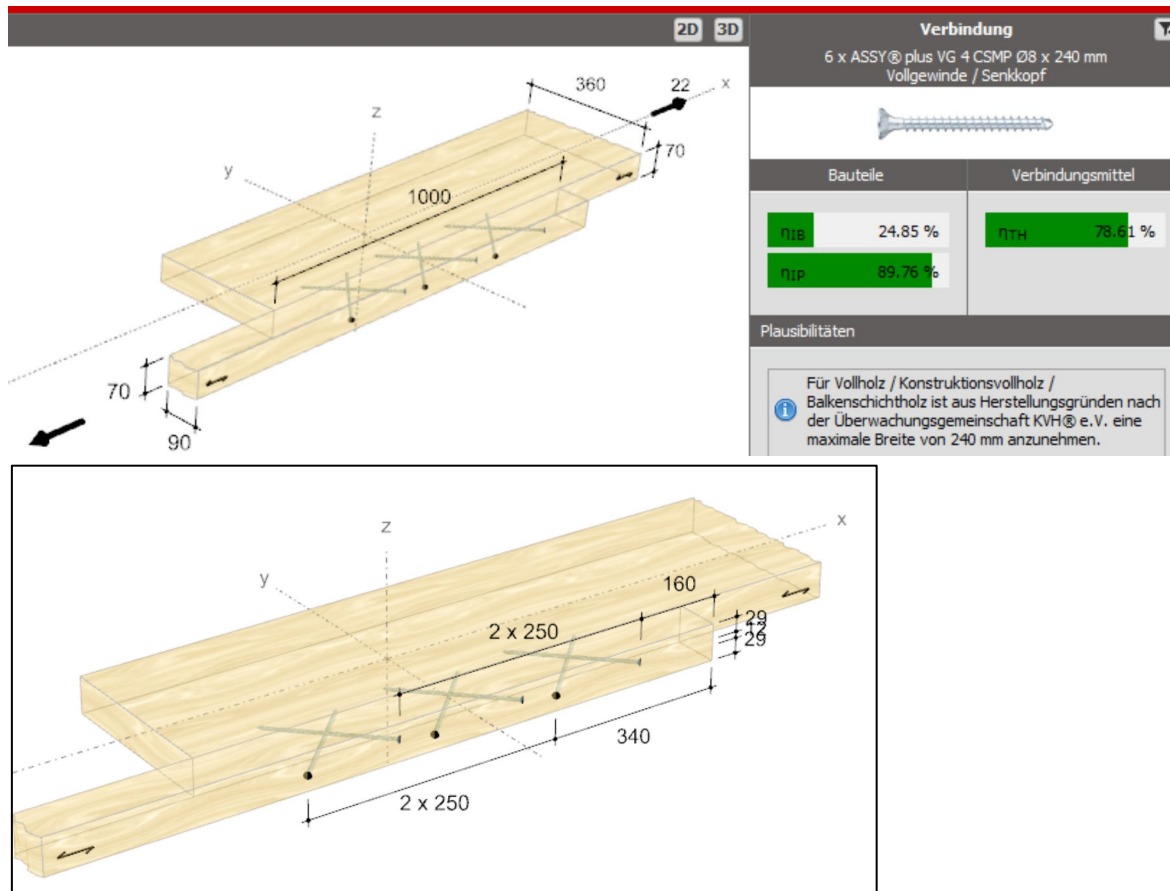 2D 3D
Verbindung
6 x ASSY® plus VG 4 CSMP Ø8 x 240 mm
Vollgewinde / Senkkopf
360
22
x
z
70
y
1000
70
90
Bauteile
Verbindungsmittel
ηIB 24.85 %
ηTH 78.61 %
ηIP 89.76 %
Plausibilitäten
Für Vollholz / Konstruktionsvollholz /
Balkenschichtholz ist aus Herstellungsgründen nach
der Überwachungsgemeinschaft KVH® e.V. eine
maximale Breite von 240 mm anzunehmen.
z
x
y
160
2 x 250
29
12
29
340
2 x 250